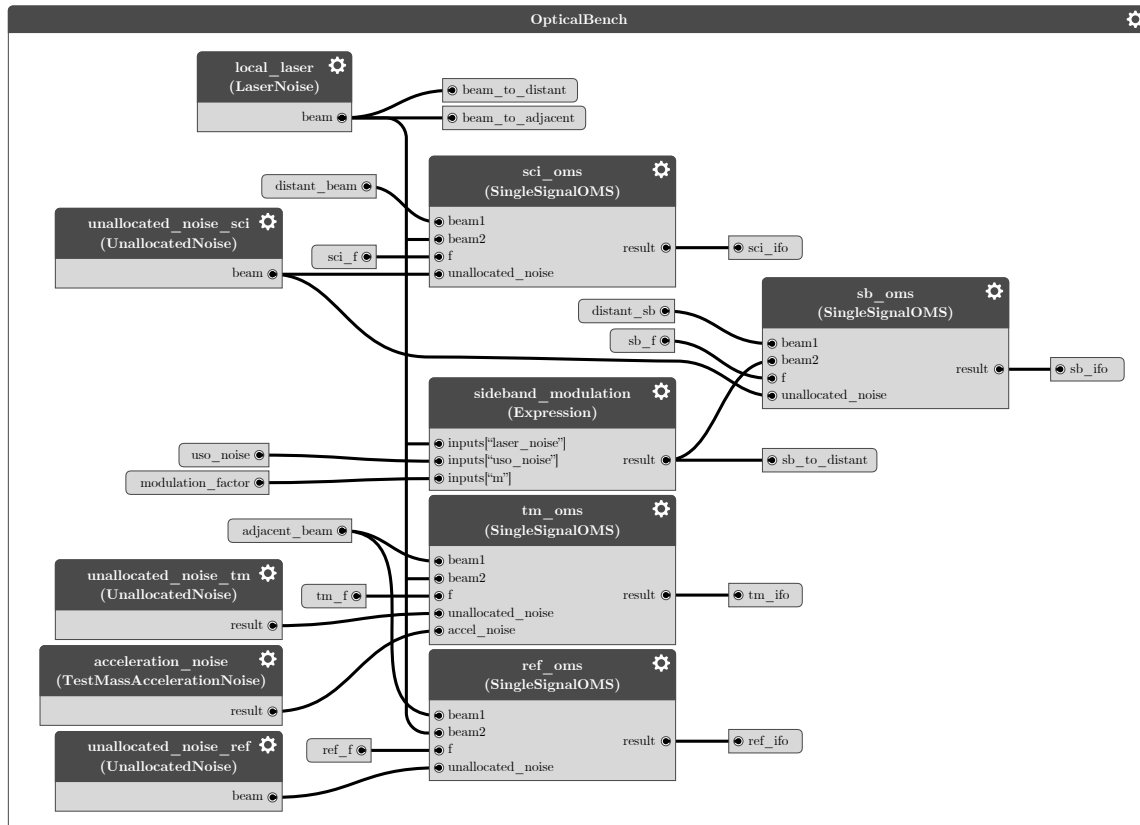 OpticalBench
local_laser
(LaserNoise)
beam
beam_to_distant
beam_to_adjacent
distant_beam
sci_oms
(SingleSignalOMS)
beam1
beam2
f
unallocated_noise
result
sci_ifo
unallocated_noise_sci
(UnallocatedNoise)
beam
sci_f
distant_sb
sb_f
sb_oms
(SingleSignalOMS)
beam1
beam2
f
unallocated_noise
result
sb_ifo
sideband_modulation
(Expression)
inputs[“laser_noise”]
inputs[“uso_noise”]
inputs[“m”]
result
sb_to_distant
uso_noise
modulation_factor
adjacent_beam
tm_oms
(SingleSignalOMS)
beam1
beam2
f
unallocated_noise
accel_noise
result
tm_ifo
unallocated_noise_tm
(UnallocatedNoise)
result
tm_f
acceleration_noise
(TestMassAccelerationNoise)
result
ref_oms
(SingleSignalOMS)
beam1
beam2
f
unallocated_noise
result
ref_ifo
unallocated_noise_ref
(UnallocatedNoise)
beam
ref_f